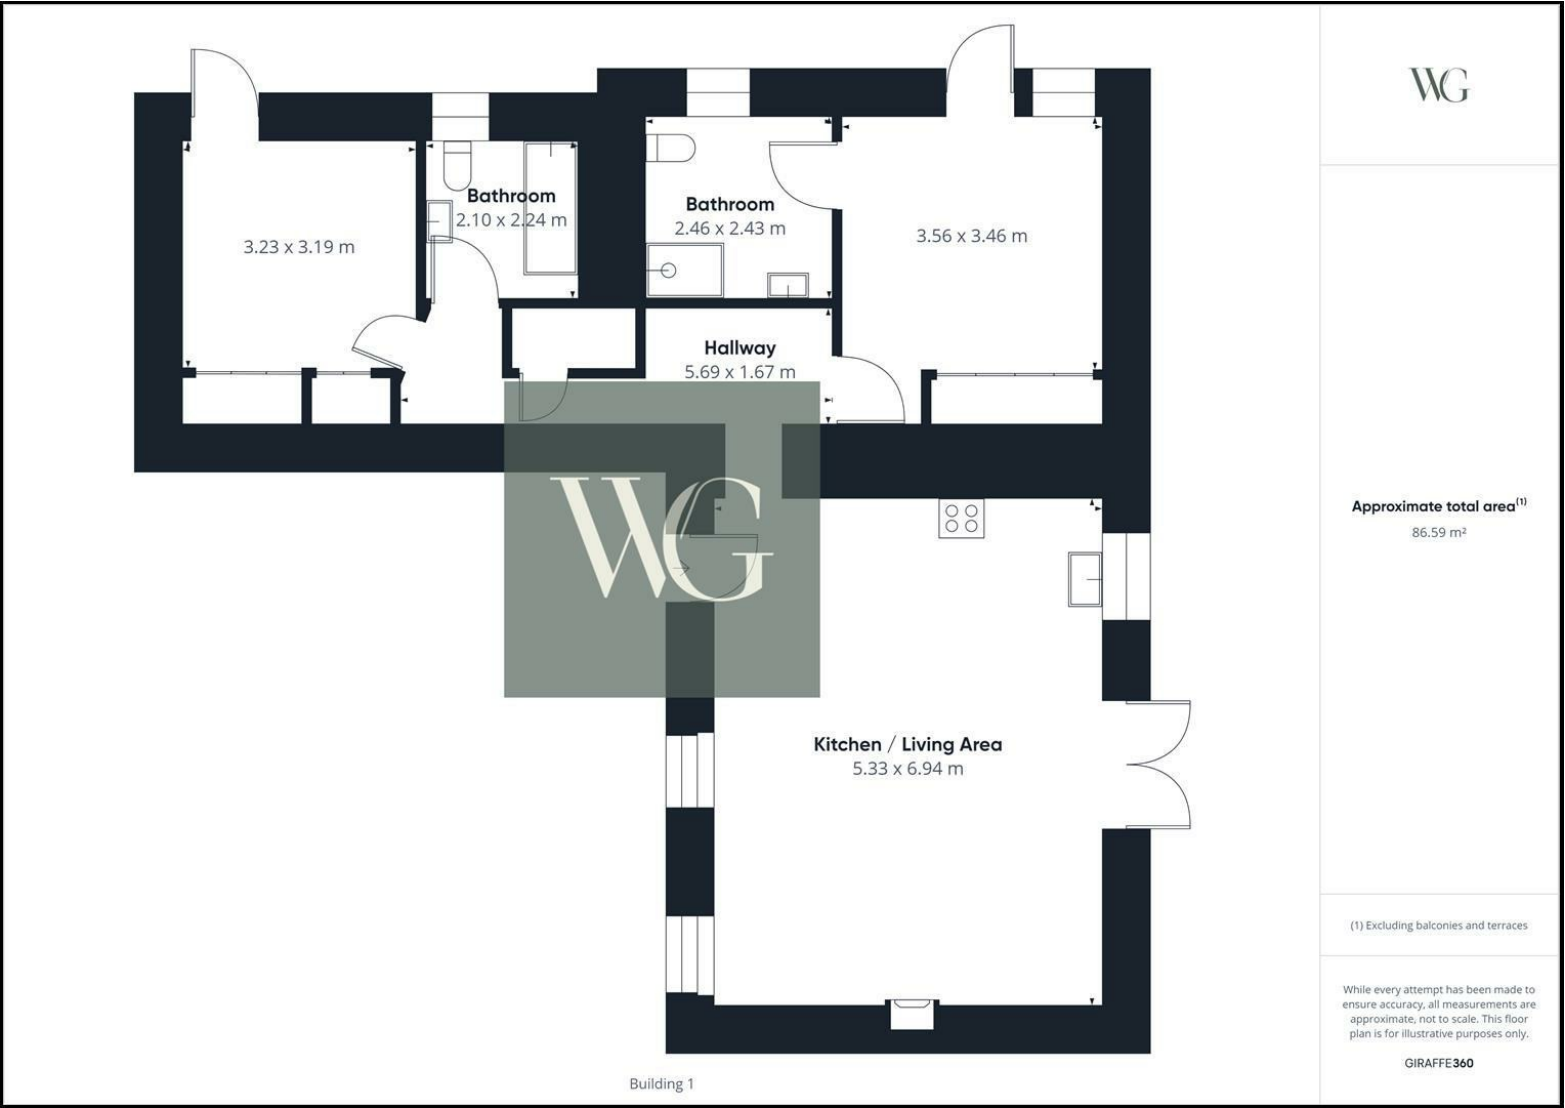 WG
Bathroom
2.10 x 2.24 m
3.23 x 3.19 m
Bathroom
2.46 x 2.43 m
3.56 x 3.46 m
Hallway
5.69 x 1.67 m
WG
Kitchen / Living Area
5.33 x 6.94 m
Building 1
Approximate total area⁽¹⁾
86.59 m²
(1) Excluding balconies and terraces
While every attempt has been made to
ensure accuracy, all measurements are
approximate, not to scale. This floor
plan is for illustrative purposes only.
GIRAFFE360